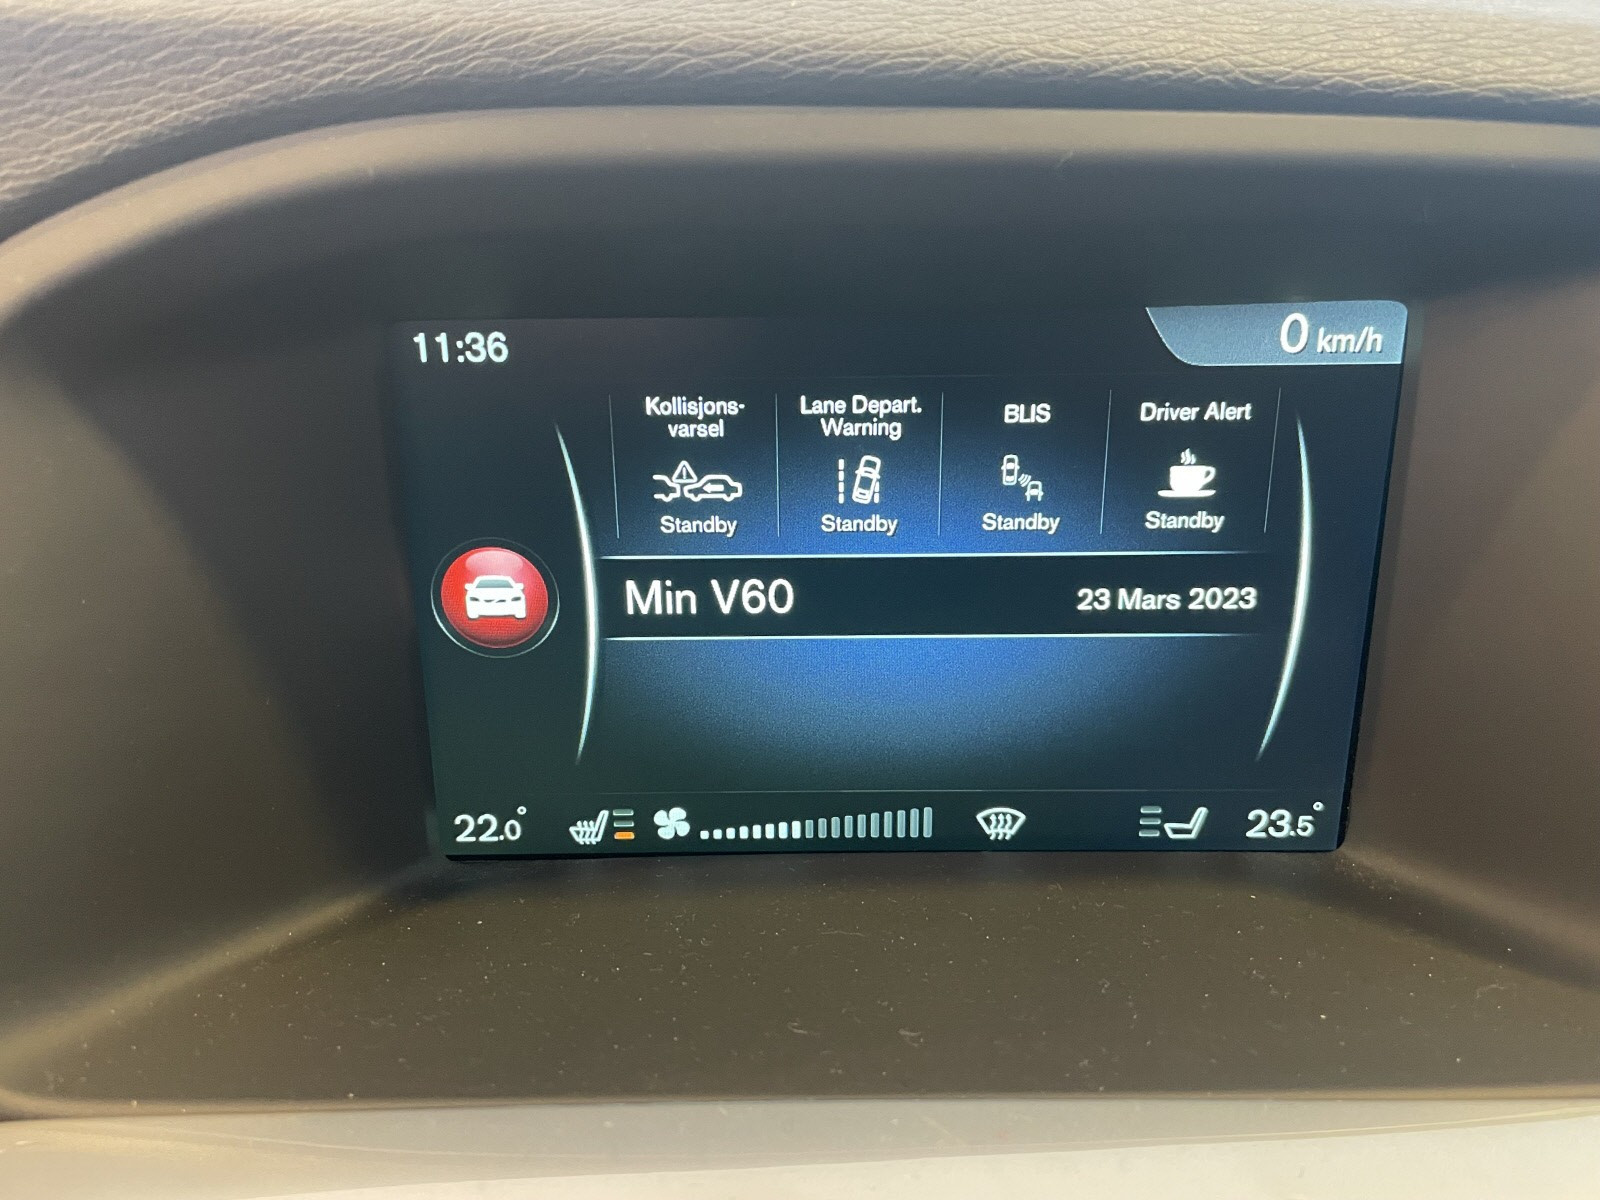 11:36
0 km/h
Kollisjons-
varsel
Lane Depart.
Warning
BLIS
Driver Alert
Standby
Standby
Standby
Standby
Min V60
23 Mars 2023
22.0°
23.5°